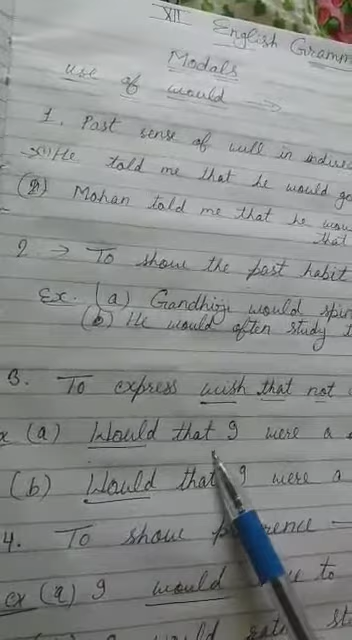 XII English Gramm
Modals
use of would →
1. Past sense of will in indire
→(1) He told me that he would go
(2) Mohan told me that he wou
that
2. → To show the past habit
Ex. (a) Gandhiji would spin
(b) He would often study
3. To express wish that not
(a) Would that I were a
(b) Would that I were a
4. To show
ex (a) I would to
would